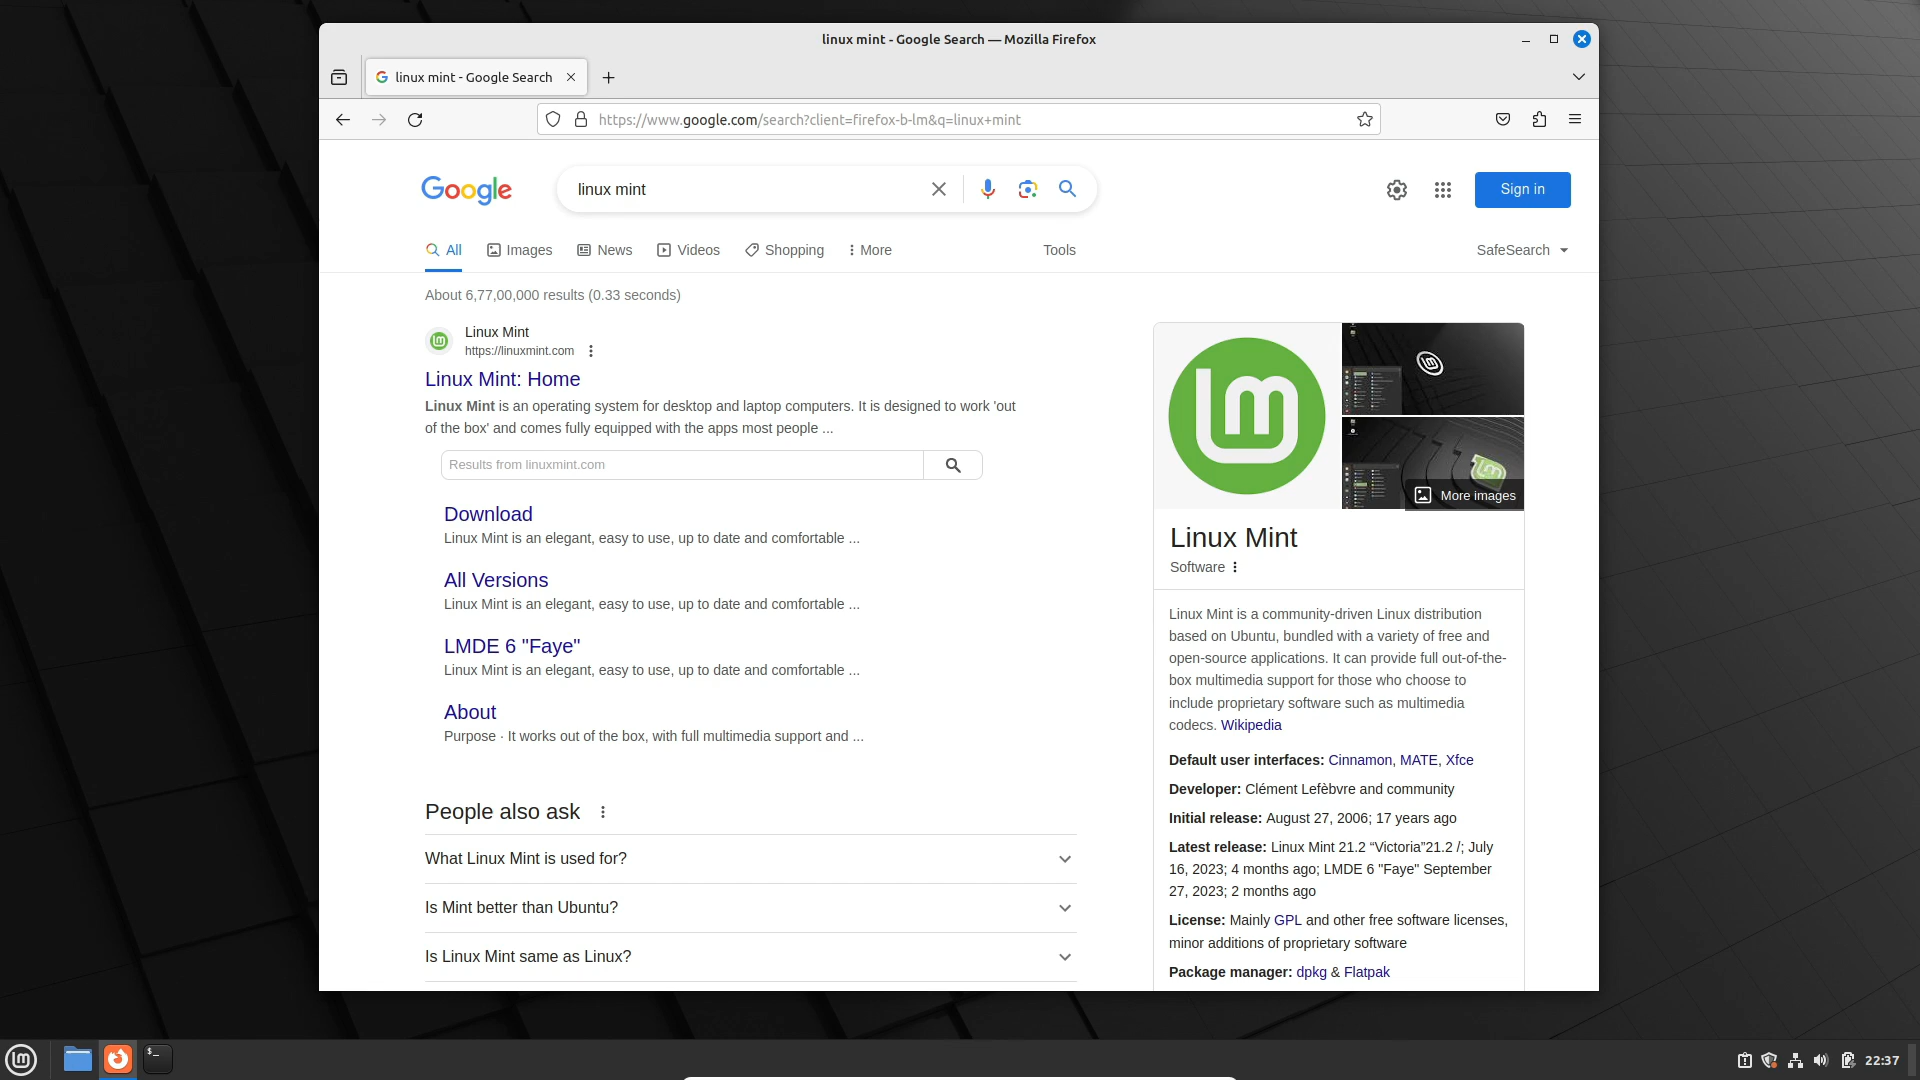 linux mint - Google Search — Mozilla Firefox
linux mint - Google Search
https://www.google.com/search?client=firefox-b-lm&q=linux+mint
Google
linux mint
Sign in
All
Images
News
Videos
Shopping
More
Tools
SafeSearch
About 6,77,00,000 results (0.33 seconds)
Linux Mint
https://linuxmint.com
Linux Mint: Home
Linux Mint is an operating system for desktop and laptop computers. It is designed to work 'out
of the box' and comes fully equipped with the apps most people ...
Results from linuxmint.com
Download
Linux Mint is an elegant, easy to use, up to date and comfortable ...
All Versions
Linux Mint is an elegant, easy to use, up to date and comfortable ...
LMDE 6 "Faye"
Linux Mint is an elegant, easy to use, up to date and comfortable ...
About
Purpose · It works out of the box, with full multimedia support and ...
People also ask
What Linux Mint is used for?
Is Mint better than Ubuntu?
Is Linux Mint same as Linux?
More images
Linux Mint
Software
Linux Mint is a community-driven Linux distribution
based on Ubuntu, bundled with a variety of free and
open-source applications. It can provide full out-of-the-
box multimedia support for those who choose to
include proprietary software such as multimedia
codecs. Wikipedia
Default user interfaces: Cinnamon, MATE, Xfce
Developer: Clément Lefèbvre and community
Initial release: August 27, 2006; 17 years ago
Latest release: Linux Mint 21.2 “Victoria”21.2 /; July
16, 2023; 4 months ago; LMDE 6 "Faye" September
27, 2023; 2 months ago
License: Mainly GPL and other free software licenses,
minor additions of proprietary software
Package manager: dpkg & Flatpak
$_
22:37